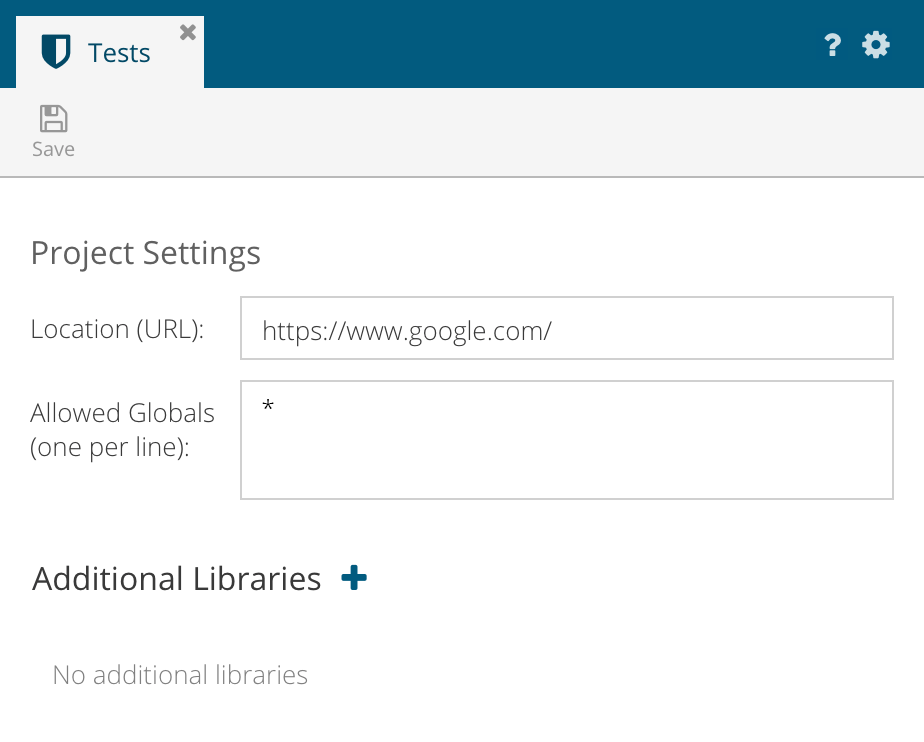 Tests
?
Save
Project Settings
Location (URL):
https://www.google.com/
Allowed Globals
(one per line):
*
Additional Libraries
No additional libraries